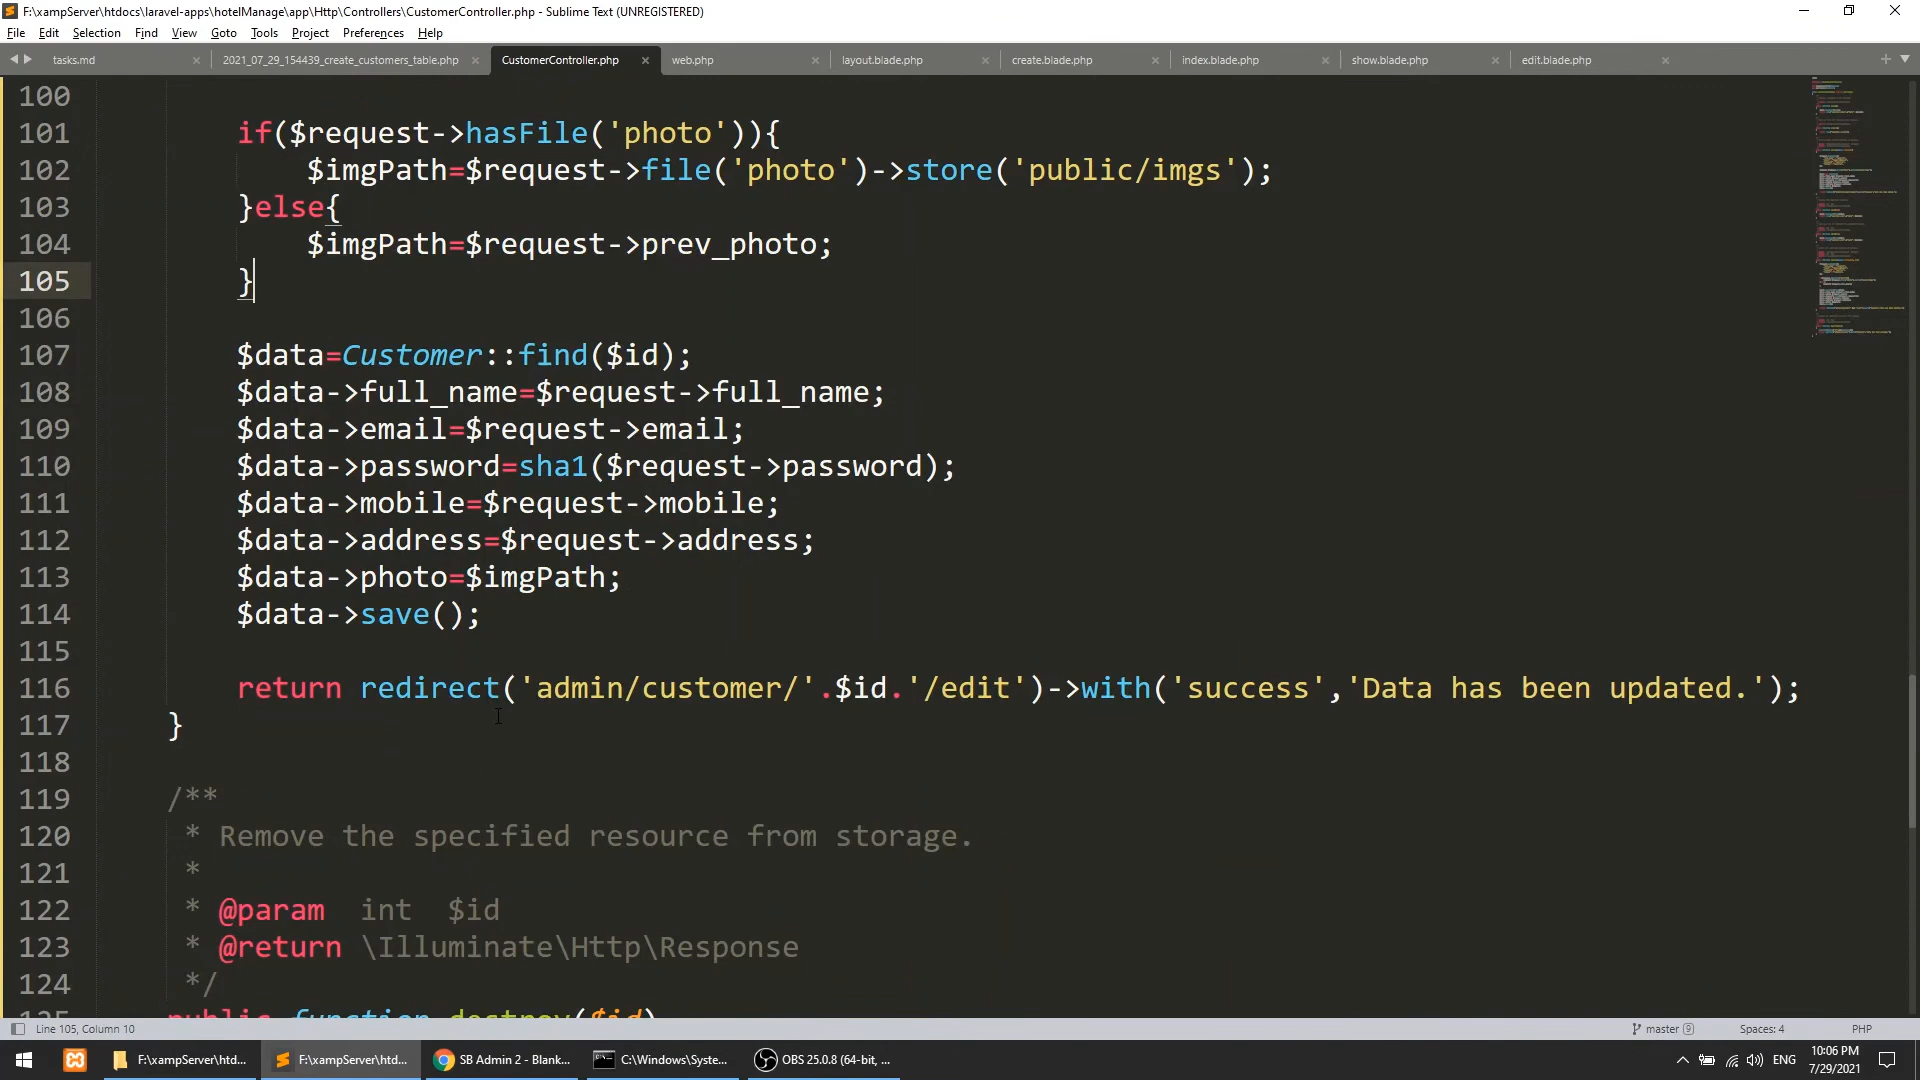 F:\xampServer\htdocs\laravel-apps\hotelManage\app\Http\Controllers\CustomerController.php - Sublime Text (UNREGISTERED)
File Edit Selection Find View Goto Tools Project Preferences Help
tasks.md 2021_07_29_154439_create_customers_table.php CustomerController.php web.php layout.blade.php create.blade.php index.blade.php show.blade.php edit.blade.php
100
101 if($request->hasFile('photo')){
102 $imgPath=$request->file('photo')->store('public/imgs');
103 }else{
104 $imgPath=$request->prev_photo;
105 }
106
107 $data=Customer::find($id);
108 $data->full_name=$request->full_name;
109 $data->email=$request->email;
110 $data->password=sha1($request->password);
111 $data->mobile=$request->mobile;
112 $data->address=$request->address;
113 $data->photo=$imgPath;
114 $data->save();
115
116 return redirect('admin/customer/'.$id.'/edit')->with('success','Data has been updated.');
117 }
118
119 /**
120 * Remove the specified resource from storage.
121 *
122 * @param int $id
123 * @return \Illuminate\Http\Response
124 */
125 public function destroy($id)
Line 105, Column 10 master 9 Spaces: 4 PHP
F:\xampServer\htd... F:\xampServer\htd... SB Admin 2 - Blank... C:\Windows\Syste... OBS 25.0.8 (64-bit, ... ENG 10:06 PM
7/29/2021